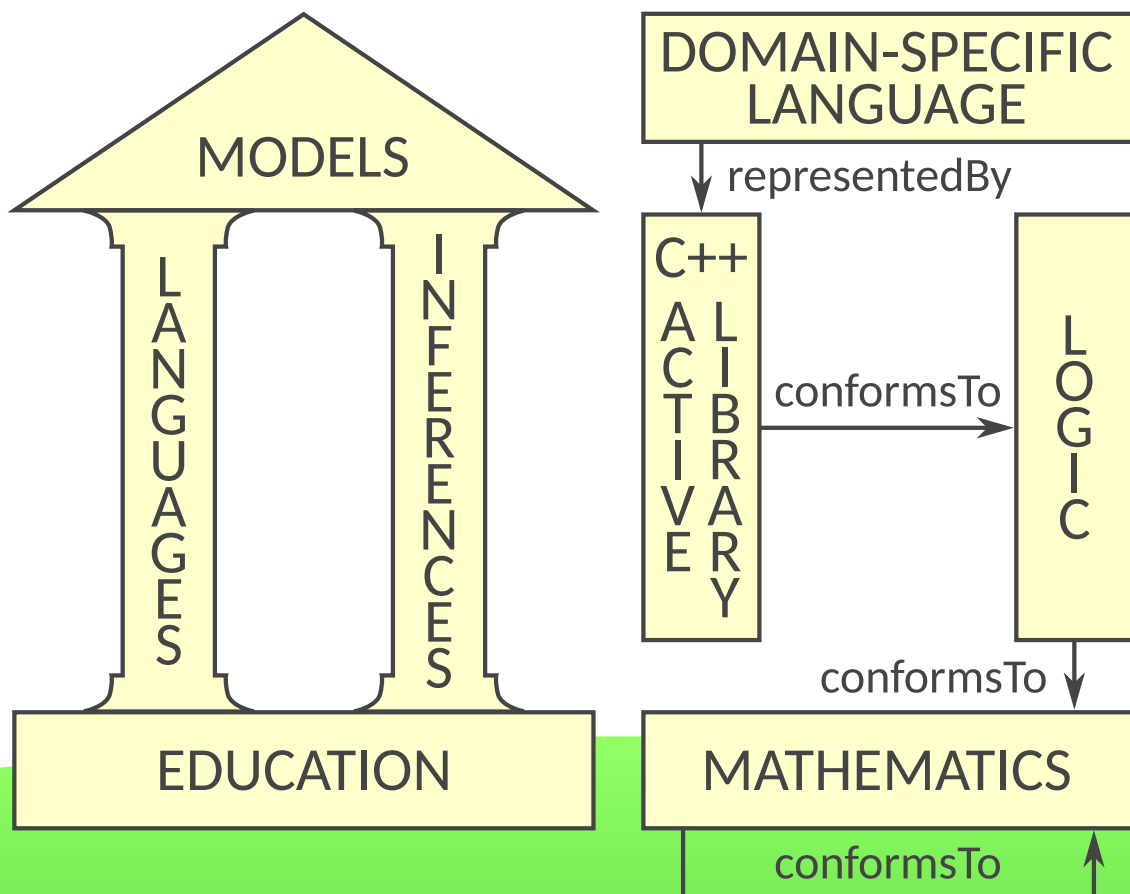 MODELS
LANGUAGES
INFERENCES
EDUCATION
DOMAIN-SPECIFIC
LANGUAGE
representedBy
C++
ACTIVE
LIBRARY
conformsTo
LOGIC
conformsTo
MATHEMATICS
conformsTo